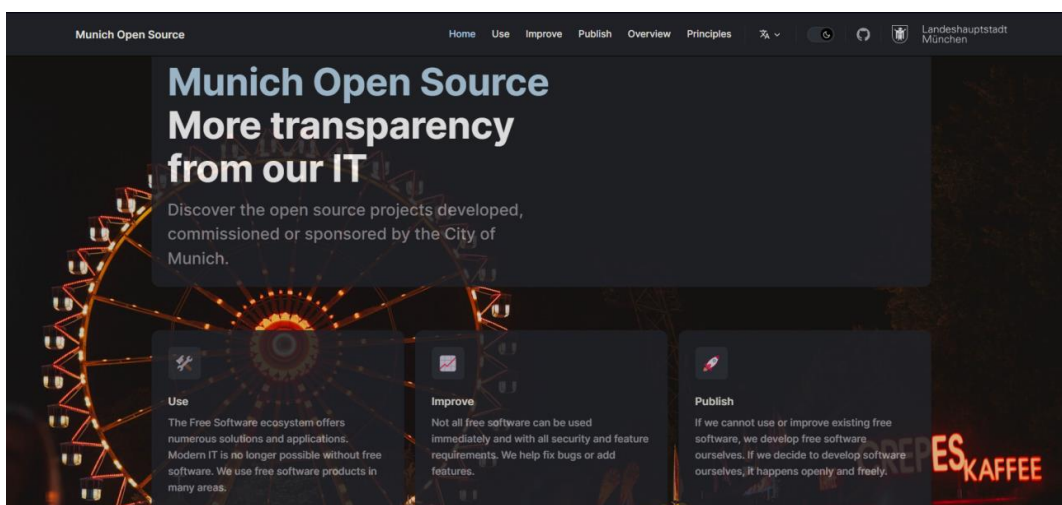 Munich Open Source
Home Use Improve Publish Overview Principles
Landeshauptstadt
München
Munich Open Source
More transparency
from our IT
Discover the open source projects developed,
commissioned or sponsored by the City of
Munich.
Use
The Free Software ecosystem offers
numerous solutions and applications.
Modern IT is no longer possible without free
software. We use free software products in
many areas.
Improve
Not all free software can be used
immediately and with all security and feature
requirements. We help fix bugs or add
features.
Publish
If we cannot use or improve existing free
software, we develop free software
ourselves. If we decide to develop software
ourselves, it happens openly and freely.
CREPES
KAFFEE